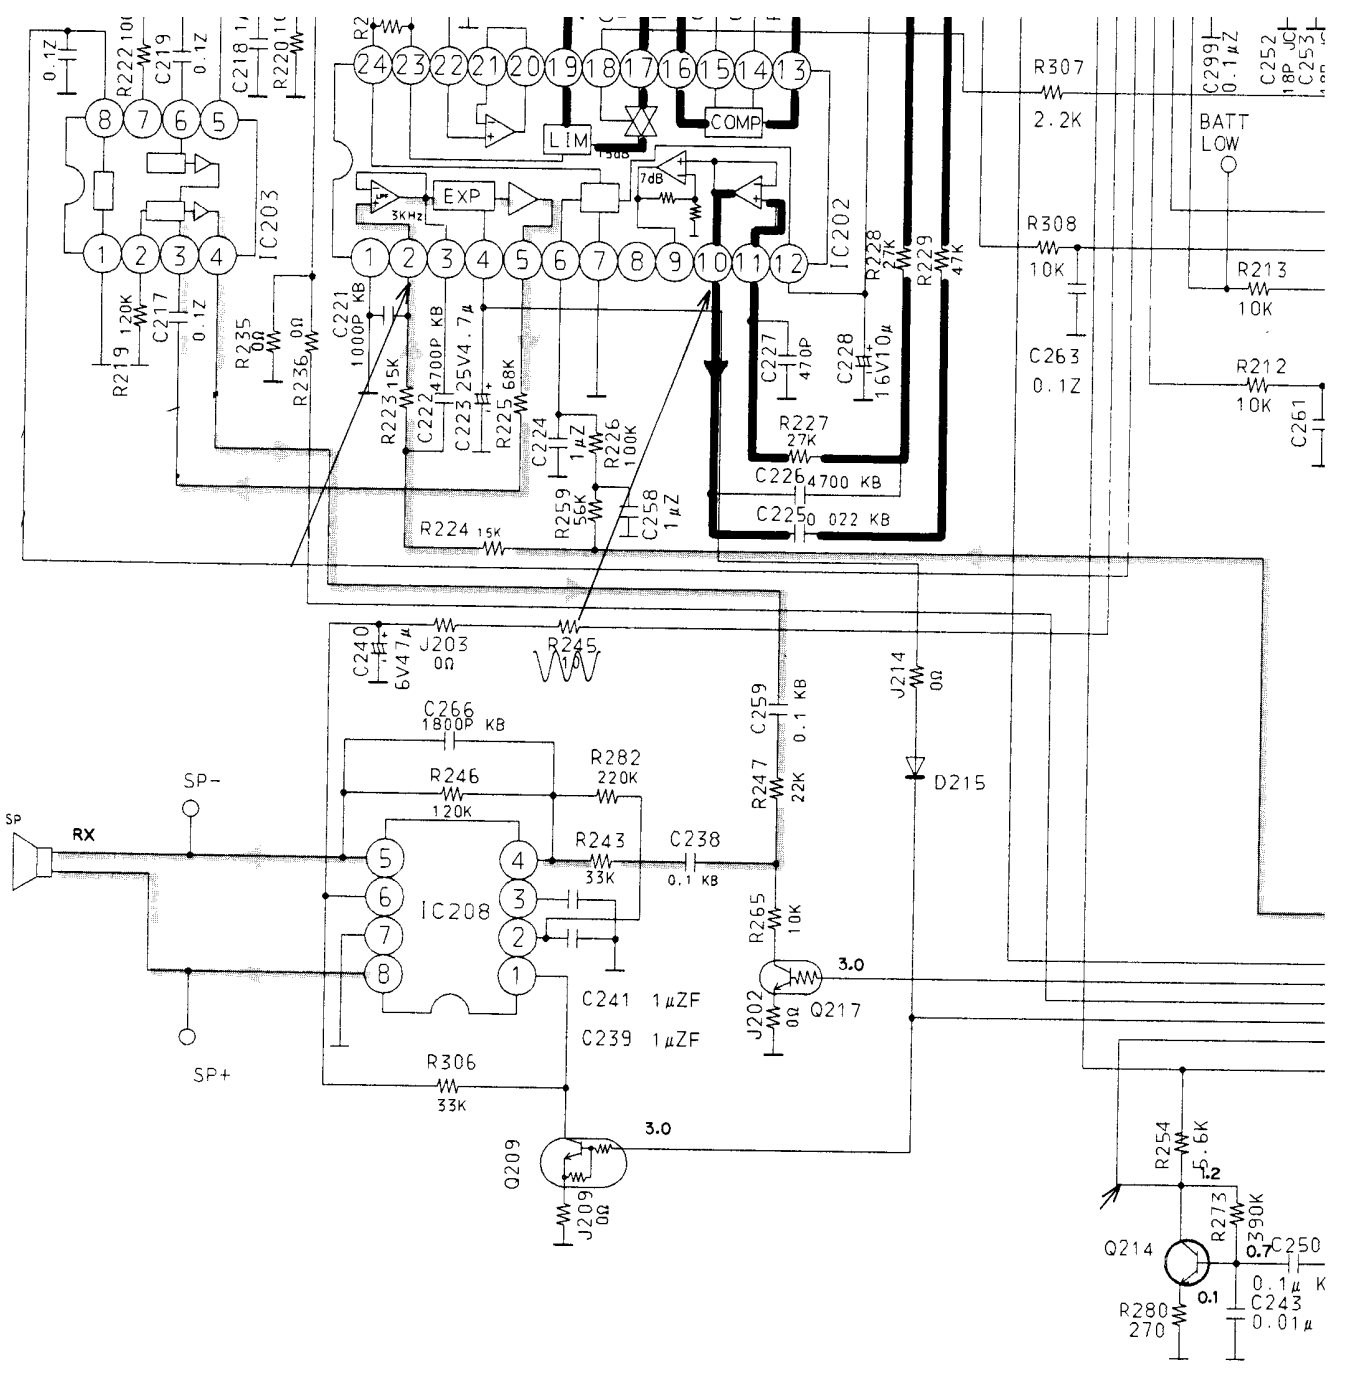 0.1Z
R222
C219
0.1Z
C218
R220
24 23 22 21 20 19 18 17 16 15 14 13
8 7 6 5
LIM
COMP
15dB
7dB
LPF
3KHz
EXP
IC203
IC202
1 2 3 4
1 2 3 4 5 6 7 8 9 10 11 12
R307
2.2K
C299
0.1μZ
C252
18P JC
C253
BATT
LOW
R228
27K
R229
47K
R308
10K
R213
10K
C263
0.1Z
R212
10K
C261
R219
120K
C217
0.1Z
R235
0Ω
R236
0Ω
C221
1000P KB
R223 15K
C222
4700P KB
C223
25V4.7μ
R225
68K
C224
1μZ
R226
100K
R259
56K
C258
1μZ
C227
470P
C228
16V10μ
R227
27K
C226 4700 KB
C225 0 022 KB
R224 15K
C240
6V47μ
J203
0Ω
R245
10
J214
0Ω
D215
C259
0.1 KB
R247
22K
C266
1800P KB
R246
120K
R282
220K
R243
33K
C238
0.1 KB
SP-
SP
RX
5 4
6 3
7 2
8 1
IC208
SP+
C241 1μZF
C239 1μZF
R265
10K
3.0
Q217
J202
0Ω
R306
33K
Q209
3.0
J209
0Ω
R254
5.6K
1.2
R273
390K
Q214
0.7
C250
0.1μ K
0.1
C243
0.01μ
R280
270